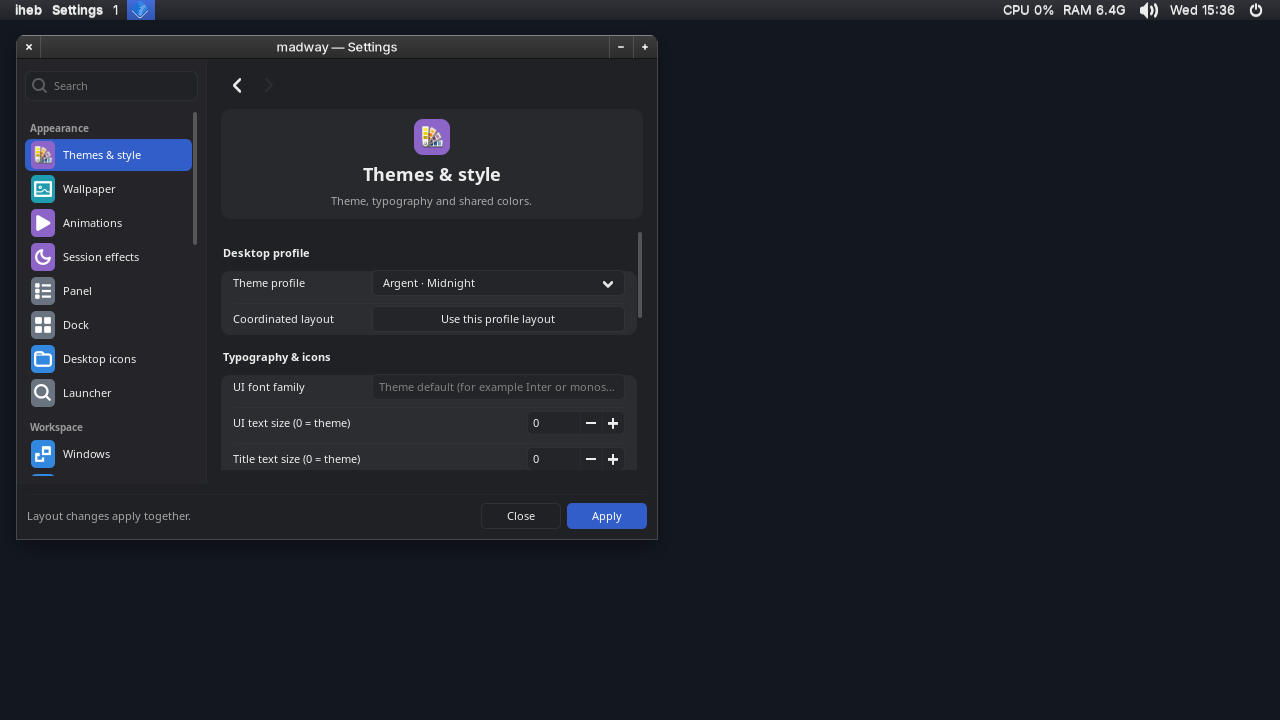 iheb Settings 1 CPU 0% RAM 6.4G Wed 15:36
× madway — Settings − +
Search
Appearance
Themes & style
Wallpaper
Animations
Session effects
Panel
Dock
Desktop icons
Launcher
Workspace
Windows
Themes & style
Theme, typography and shared colors.
Desktop profile
Theme profile Argent · Midnight
Coordinated layout Use this profile layout
Typography & icons
UI font family Theme default (for example Inter or monos...
UI text size (0 = theme) 0
Title text size (0 = theme) 0
Layout changes apply together. Close Apply